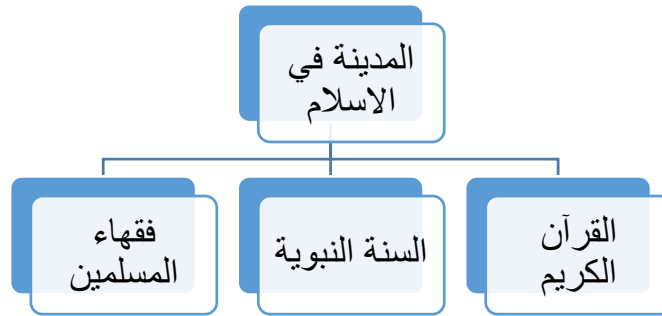 المدينة في
الاسلام
القرآن
الكريم
السنة النبوية
فقهاء
المسلمين